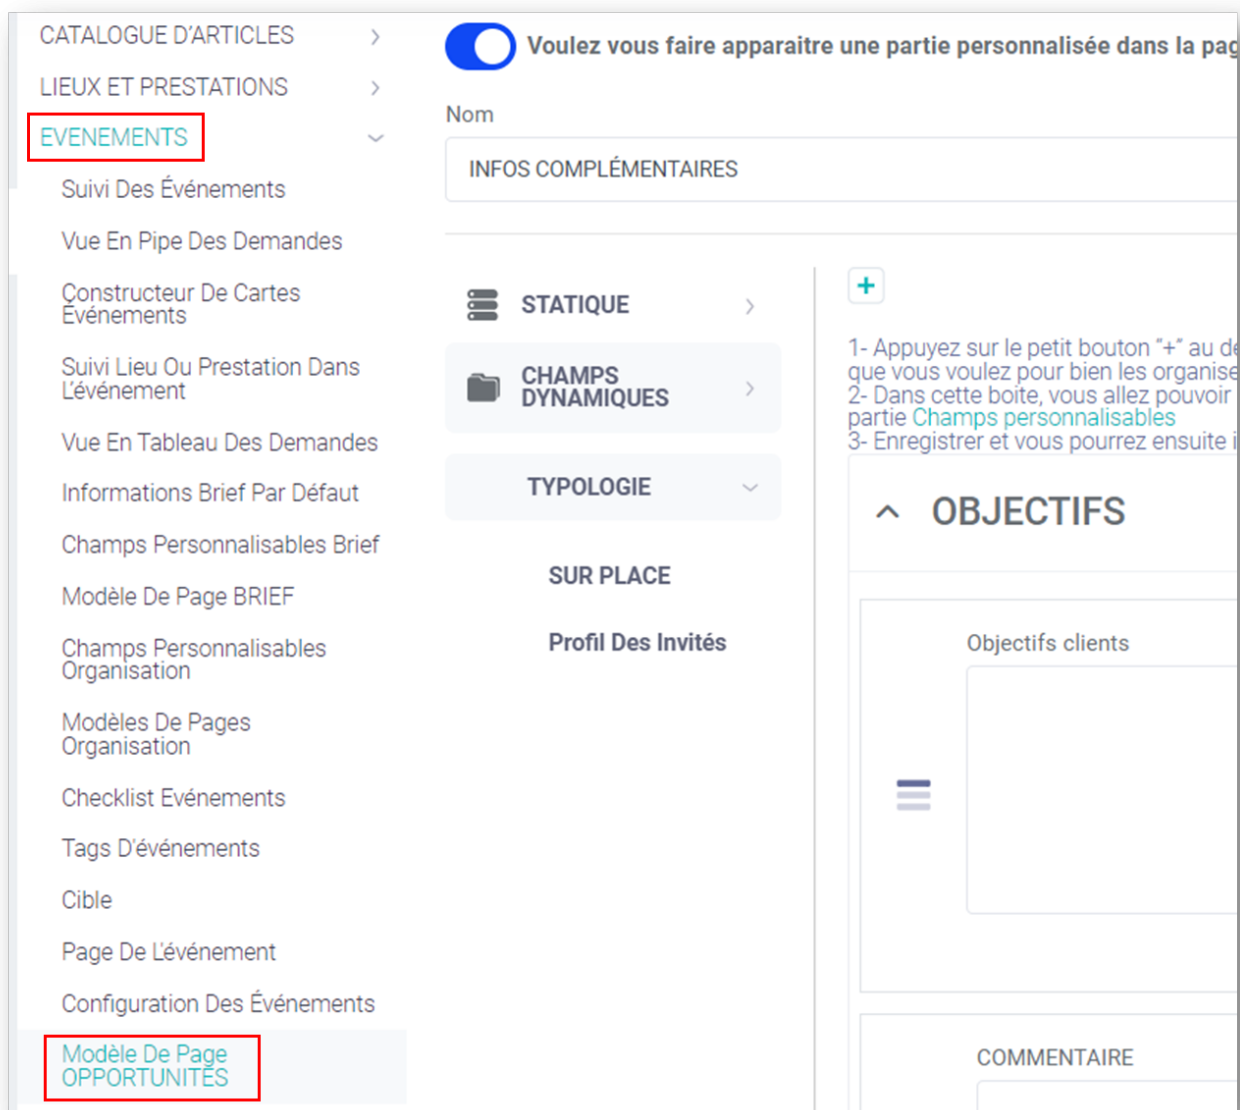 CATALOGUE D'ARTICLES
LIEUX ET PRESTATIONS
EVENEMENTS
Suivi Des Événements
Vue En Pipe Des Demandes
Constructeur De Cartes
Événements
Suivi Lieu Ou Prestation Dans
L'événement
Vue En Tableau Des Demandes
Informations Brief Par Défaut
Champs Personnalisables Brief
Modèle De Page BRIEF
Champs Personnalisables
Organisation
Modèles De Pages
Organisation
Checklist Evénements
Tags D'événements
Cible
Page De L'événement
Configuration Des Événements
Modèle De Page
OPPORTUNITÉS
Voulez vous faire apparaitre une partie personnalisée dans la pag
Nom
INFOS COMPLÉMENTAIRES
STATIQUE
CHAMPS
DYNAMIQUES
TYPOLOGIE
SUR PLACE
Profil Des Invités
+
1- Appuyez sur le petit bouton "+" au de
que vous voulez pour bien les organise
2- Dans cette boite, vous allez pouvoir
partie Champs personnalisables
3- Enregistrer et vous pourrez ensuite i
OBJECTIFS
Objectifs clients
COMMENTAIRE